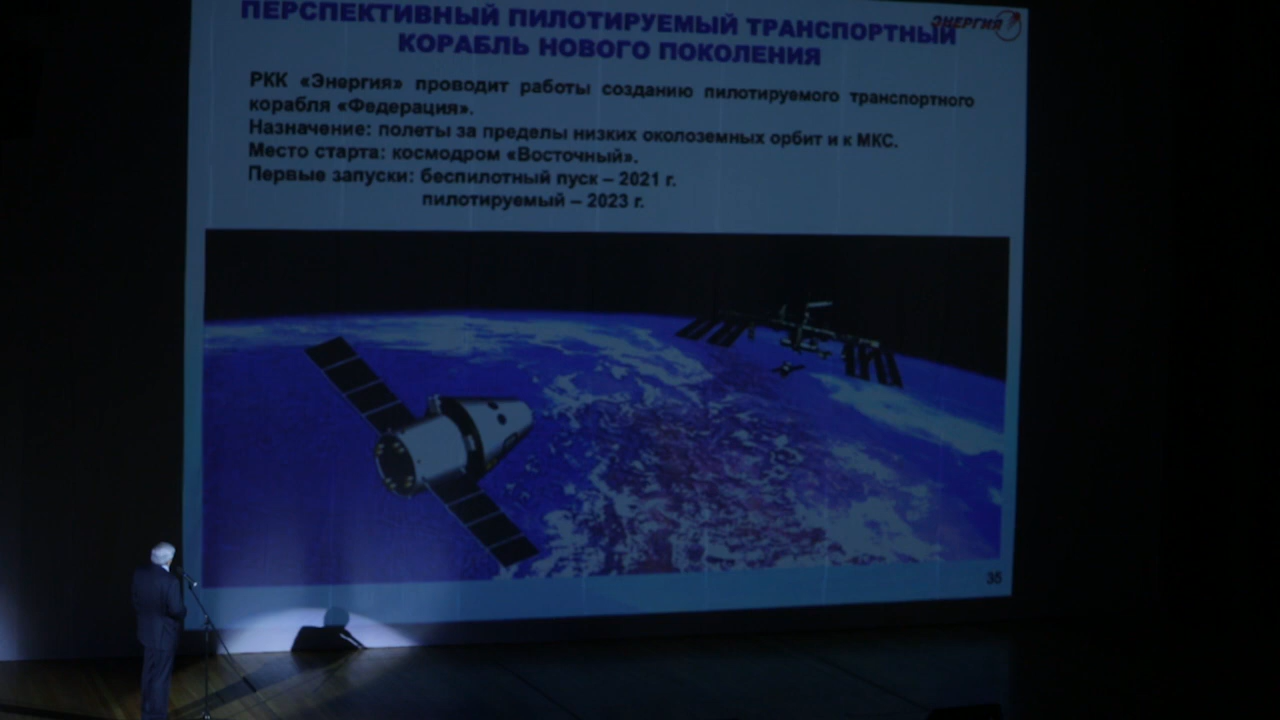 ПЕРСПЕКТИВНЫЙ ПИЛОТИРУЕМЫЙ ТРАНСПОРТНЫЙ
ЭНЕРГИЯ
КОРАБЛЬ НОВОГО ПОКОЛЕНИЯ
РКК «Энергия» проводит работы созданию пилотируемого транспортного
корабля «Федерация».
Назначение: полеты за пределы низких околоземных орбит и к МКС.
Место старта: космодром «Восточный».
Первые запуски: беспилотный пуск – 2021 г.
пилотируемый – 2023 г.
35